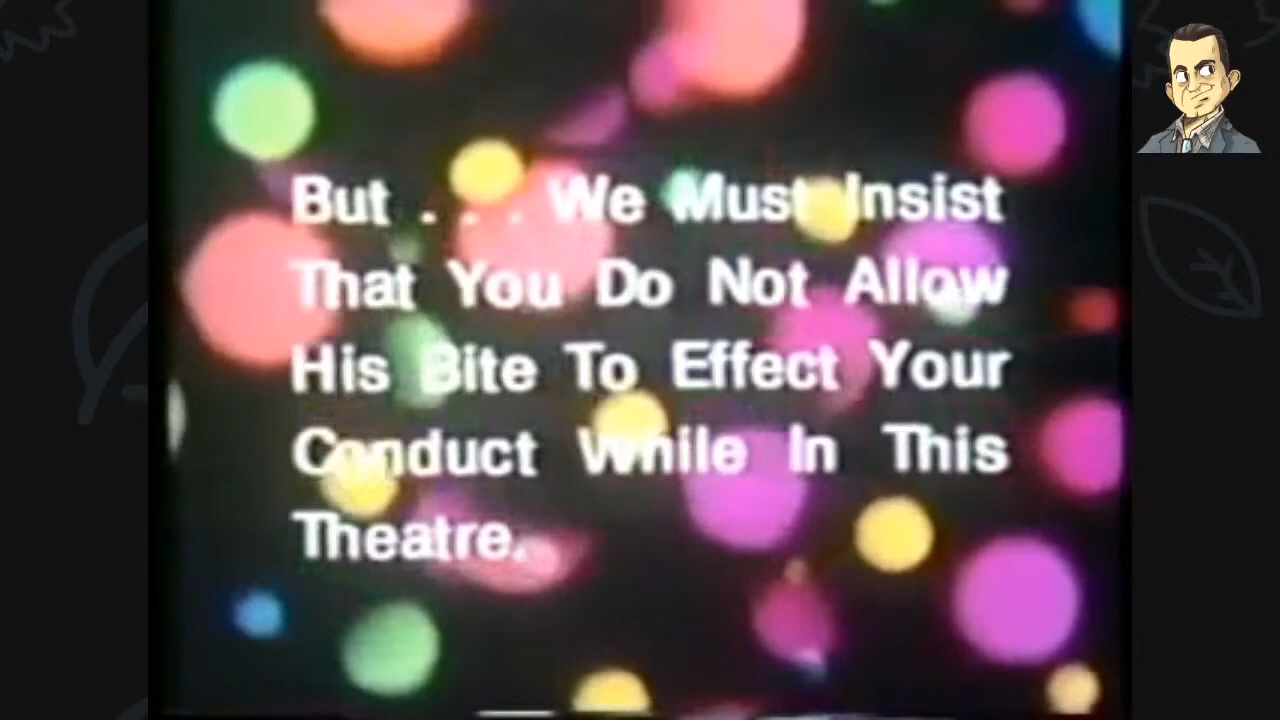 But . . . We Must Insist
That You Do Not Allow
His Bite To Effect Your
Conduct While In This
Theatre.